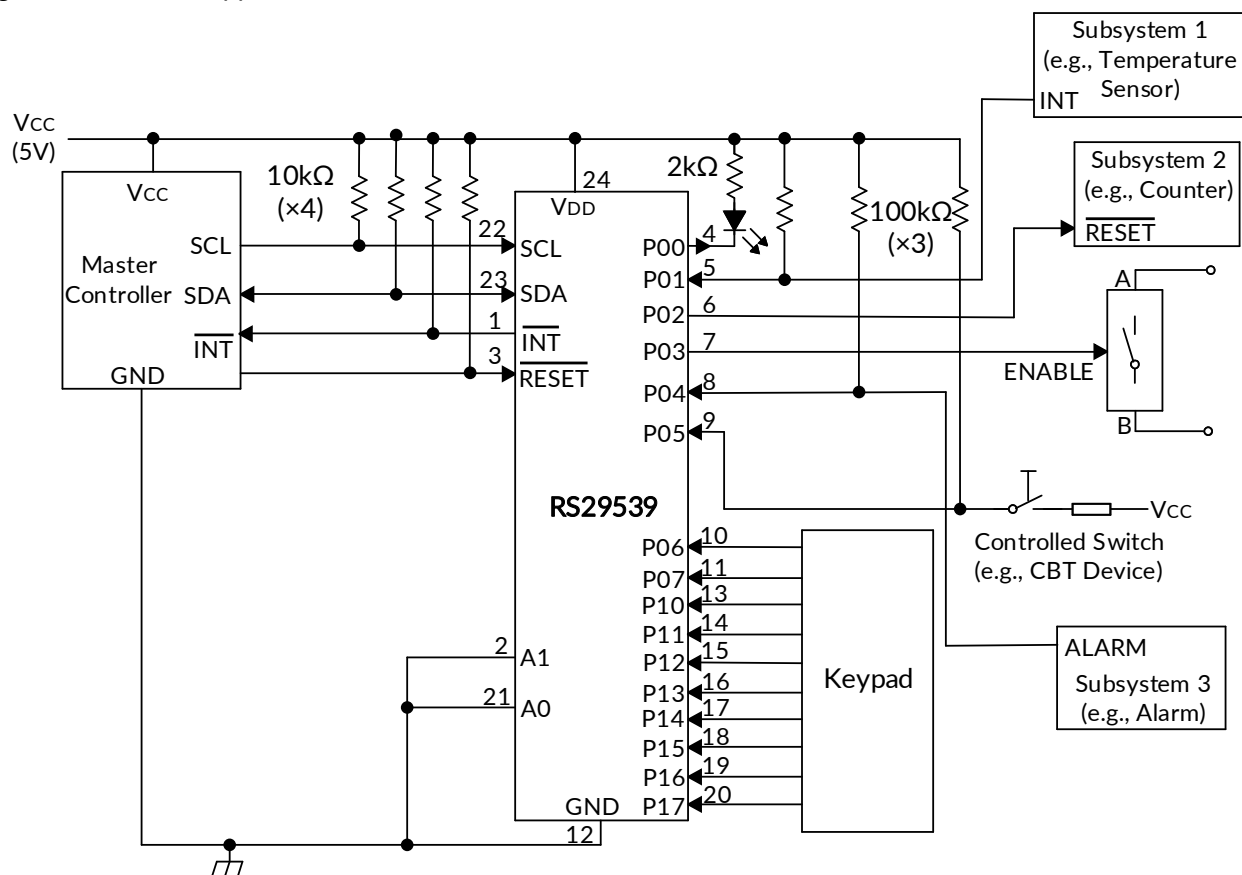 Subsystem 1
(e.g., Temperature
Sensor)
INT
VCC
(5V)
VCC
10kΩ
(×4)
24
VDD
2kΩ
100kΩ
(×3)
Subsystem 2
(e.g., Counter)
RESET
Master
Controller
SCL
SDA
INT
GND
22
SCL
23
SDA
1
INT
3
RESET
P00
4
P01
5
P02
6
P03
7
P04
8
P05
9
ENABLE
A
B
RS29539
VCC
Controlled Switch
(e.g., CBT Device)
P06
10
P07
11
P10
13
P11
14
P12
15
P13
16
P14
17
P15
18
P16
19
P17
20
Keypad
ALARM
Subsystem 3
(e.g., Alarm)
2
A1
21
A0
GND
12